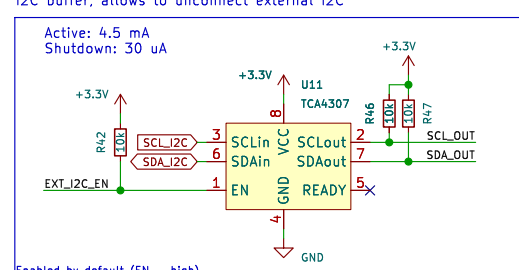 I2C buffer, allows to unconnect external I2C
Active: 4.5 mA
Shutdown: 30 uA
+3.3V
+3.3V
U11
TCA4307
+3.3V
R46
10k
10k
R47
R42
10k
8
VCC
SCL_I2C
3
SCLin
SCLout
2
SCL_OUT
SDA_I2C
6
SDAin
SDAout
7
SDA_OUT
EXT_I2C_EN
1
EN
GND
READY
5
4
GND
Enabled by default (EN high)